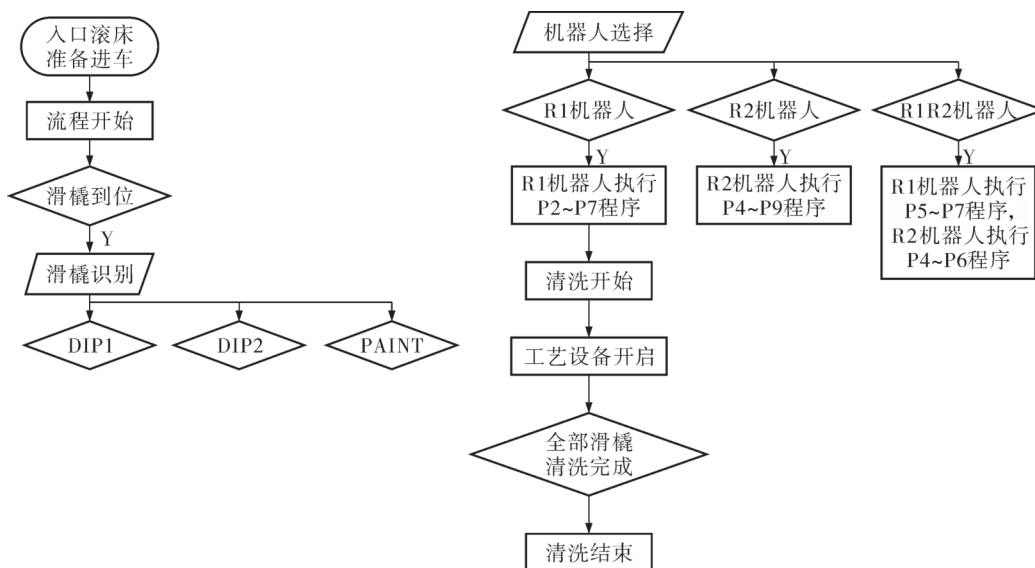 入口滚床
准备进车
流程开始
滑橇到位
Y
滑橇识别
DIP1
DIP2
PAINT
机器人选择
R1机器人
R2机器人
R1R2机器人
Y
Y
Y
R1机器人执行
P2~P7程序
R2机器人执行
P4~P9程序
R1机器人执行
P5~P7程序,
R2机器人执行
P4~P6程序
清洗开始
工艺设备开启
全部滑橇
清洗完成
清洗结束